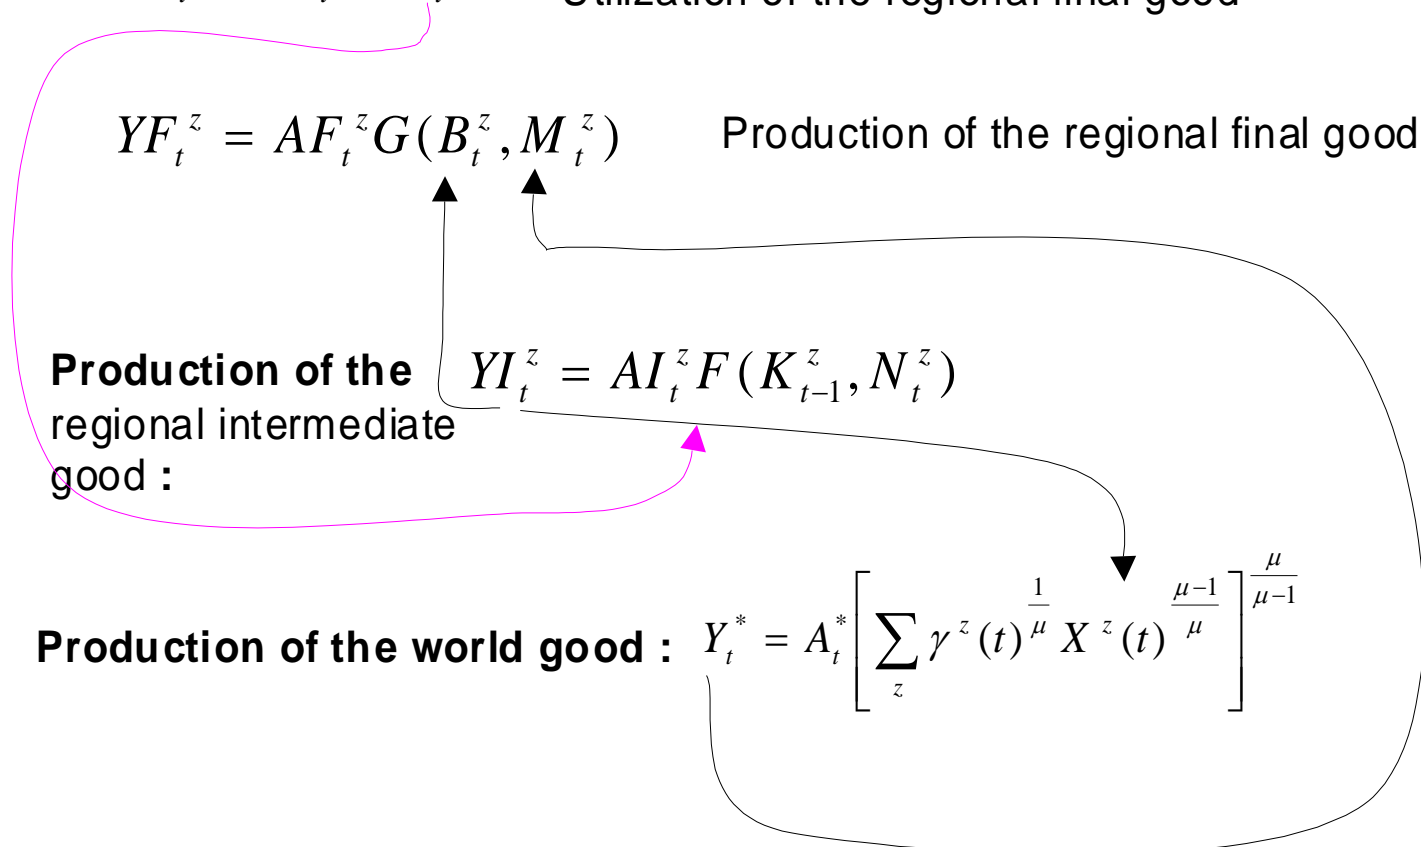 Utilization of the regional final good
YF_t^z = AF_t^z G(B_t^z, M_t^z) Production of the regional final good
Production of the YI_t^z = AI_t^z F(K_{t-1}^z, N_t^z)
regional intermediate
good :
Production of the world good : Y_t^* = A_t^* [ ∑_z γ^z(t)^{1/μ} X^z(t)^{(μ−1)/μ} ]^{μ/(μ−1)}